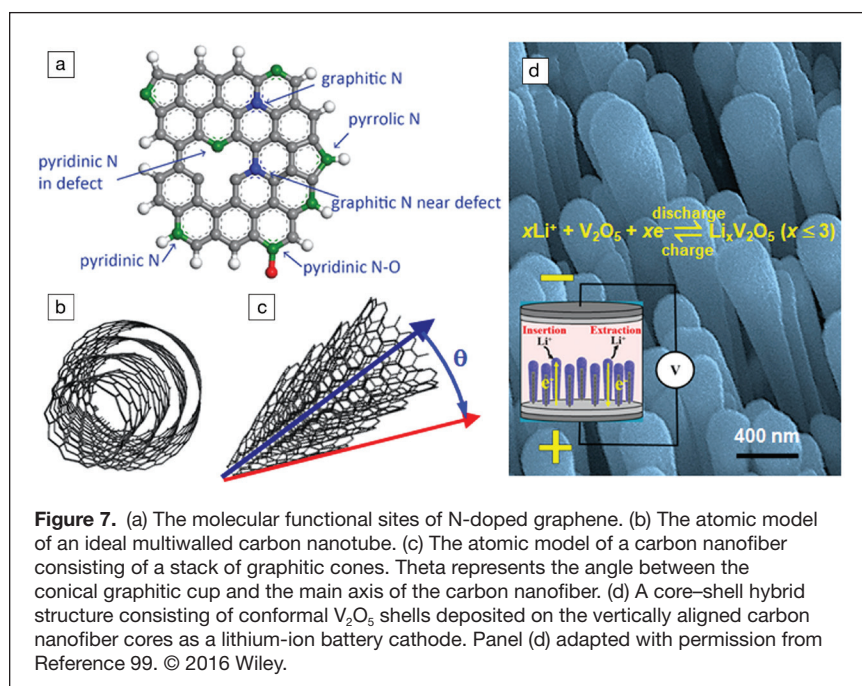 a
graphitic N
pyrrolic N
pyridinic N
in defect
graphitic N near defect
pyridinic N
pyridinic N-O
b
c
θ
d
discharge
xLi⁺ + V₂O₅ + xe⁻ ⇌ LiₓV₂O₅ (x ≤ 3)
charge
−
Insertion Extraction
Li⁺ Li⁺
e⁻ e⁻
V
+
400 nm
Figure 7. (a) The molecular functional sites of N-doped graphene. (b) The atomic model
of an ideal multiwalled carbon nanotube. (c) The atomic model of a carbon nanofiber
consisting of a stack of graphitic cones. Theta represents the angle between the
conical graphitic cup and the main axis of the carbon nanofiber. (d) A core–shell hybrid
structure consisting of conformal V₂O₅ shells deposited on the vertically aligned carbon
nanofiber cores as a lithium-ion battery cathode. Panel (d) adapted with permission from
Reference 99. © 2016 Wiley.